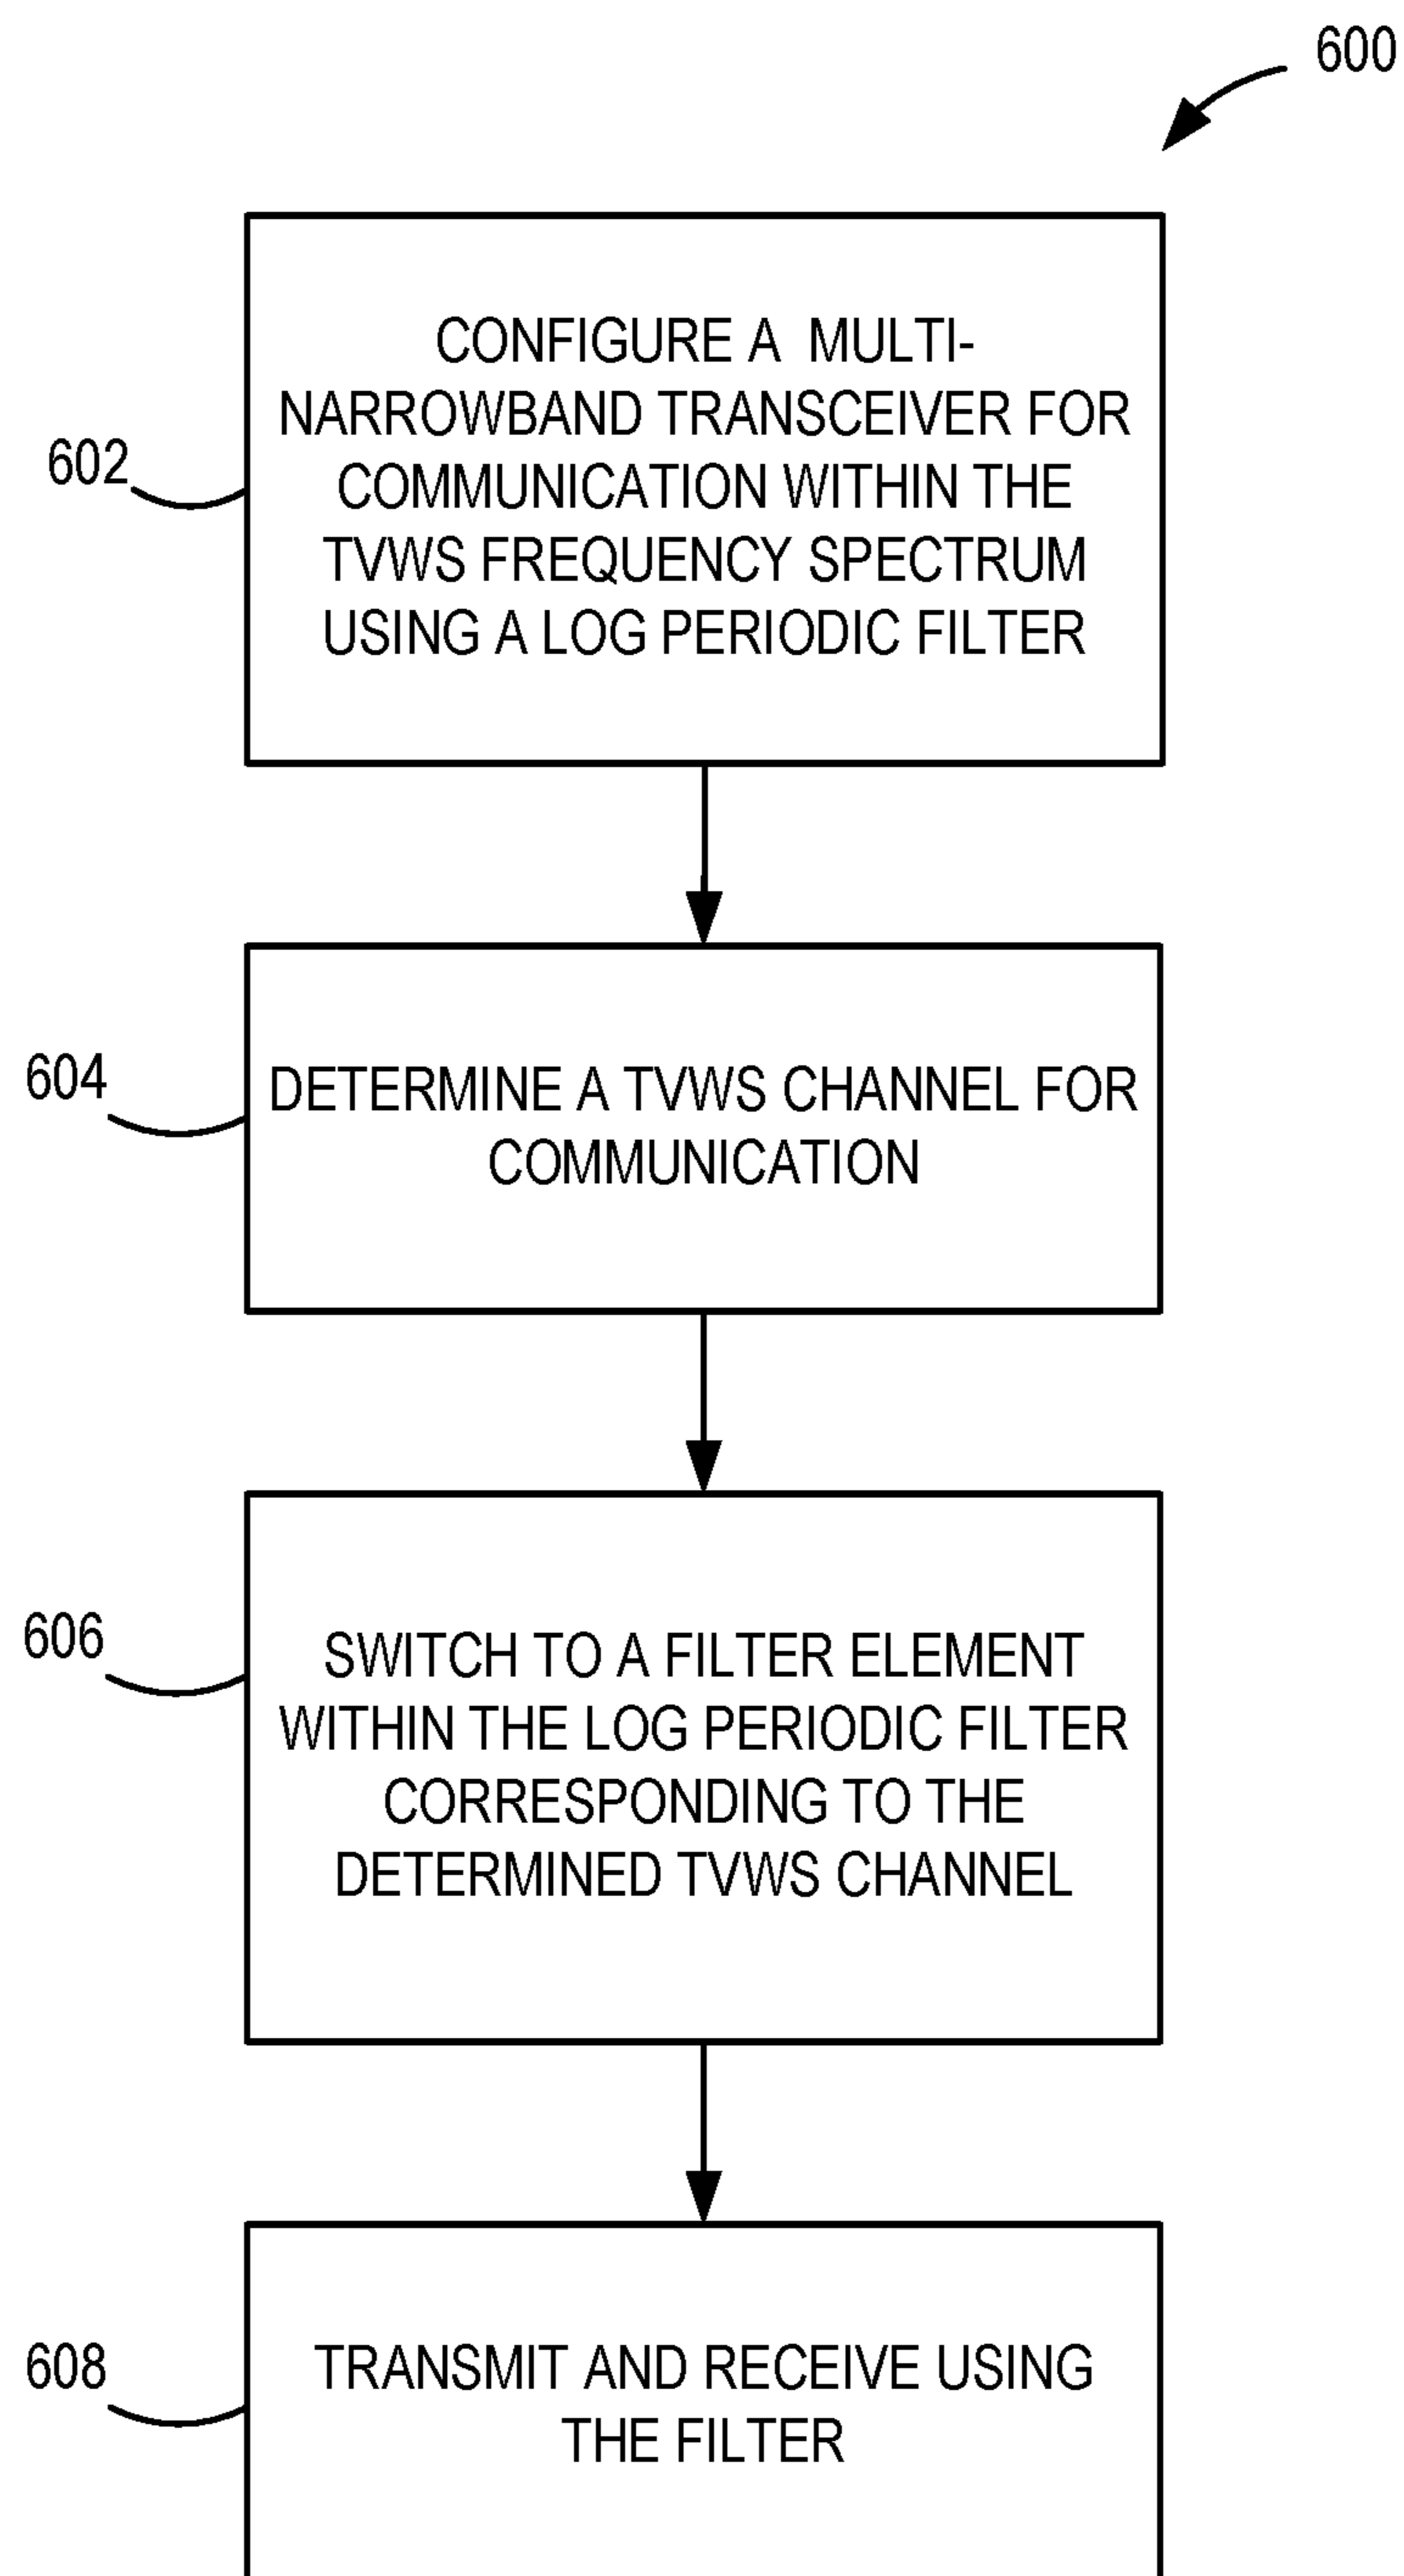 600
602
CONFIGURE A MULTI-
NARROWBAND TRANSCEIVER FOR
COMMUNICATION WITHIN THE
TVWS FREQUENCY SPECTRUM
USING A LOG PERIODIC FILTER
604
DETERMINE A TVWS CHANNEL FOR
COMMUNICATION
606
SWITCH TO A FILTER ELEMENT
WITHIN THE LOG PERIODIC FILTER
CORRESPONDING TO THE
DETERMINED TVWS CHANNEL
608
TRANSMIT AND RECEIVE USING
THE FILTER